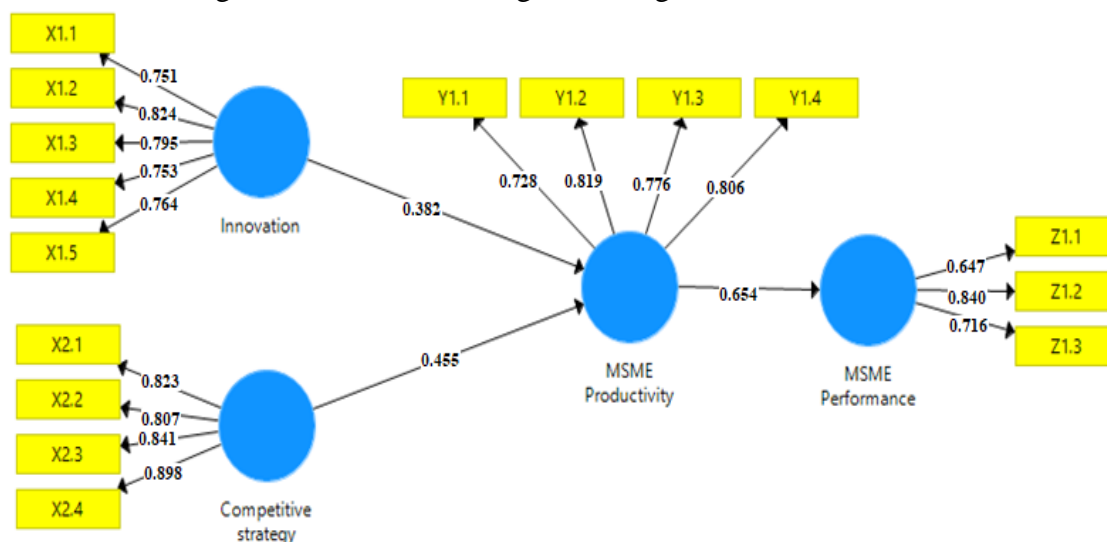 X1.1
X1.2
X1.3
X1.4
X1.5
0.751
0.824
0.795
0.753
0.764
Innovation
0.382
Y1.1
Y1.2
Y1.3
Y1.4
0.728
0.819
0.776
0.806
MSME
Productivity
0.654
MSME
Performance
0.647
0.840
0.716
Z1.1
Z1.2
Z1.3
X2.1
X2.2
X2.3
X2.4
0.823
0.807
0.841
0.898
Competitive
strategy
0.455